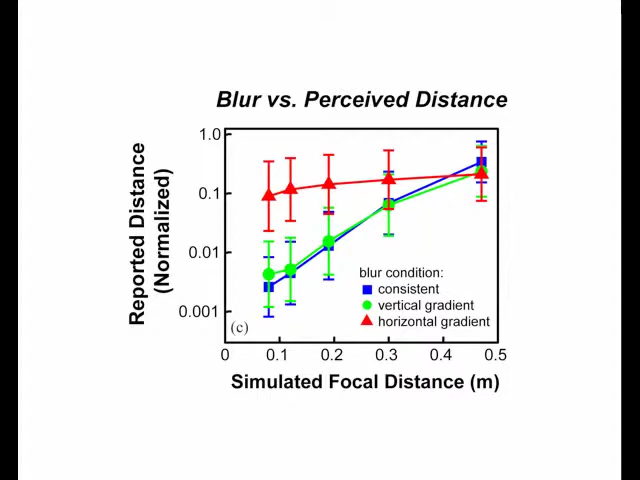 Blur vs. Perceived Distance
Reported Distance
(Normalized)
1.0
0.1
0.01
0.001
blur condition:
consistent
vertical gradient
horizontal gradient
(c)
0
0.1
0.2
0.3
0.4
0.5
Simulated Focal Distance (m)